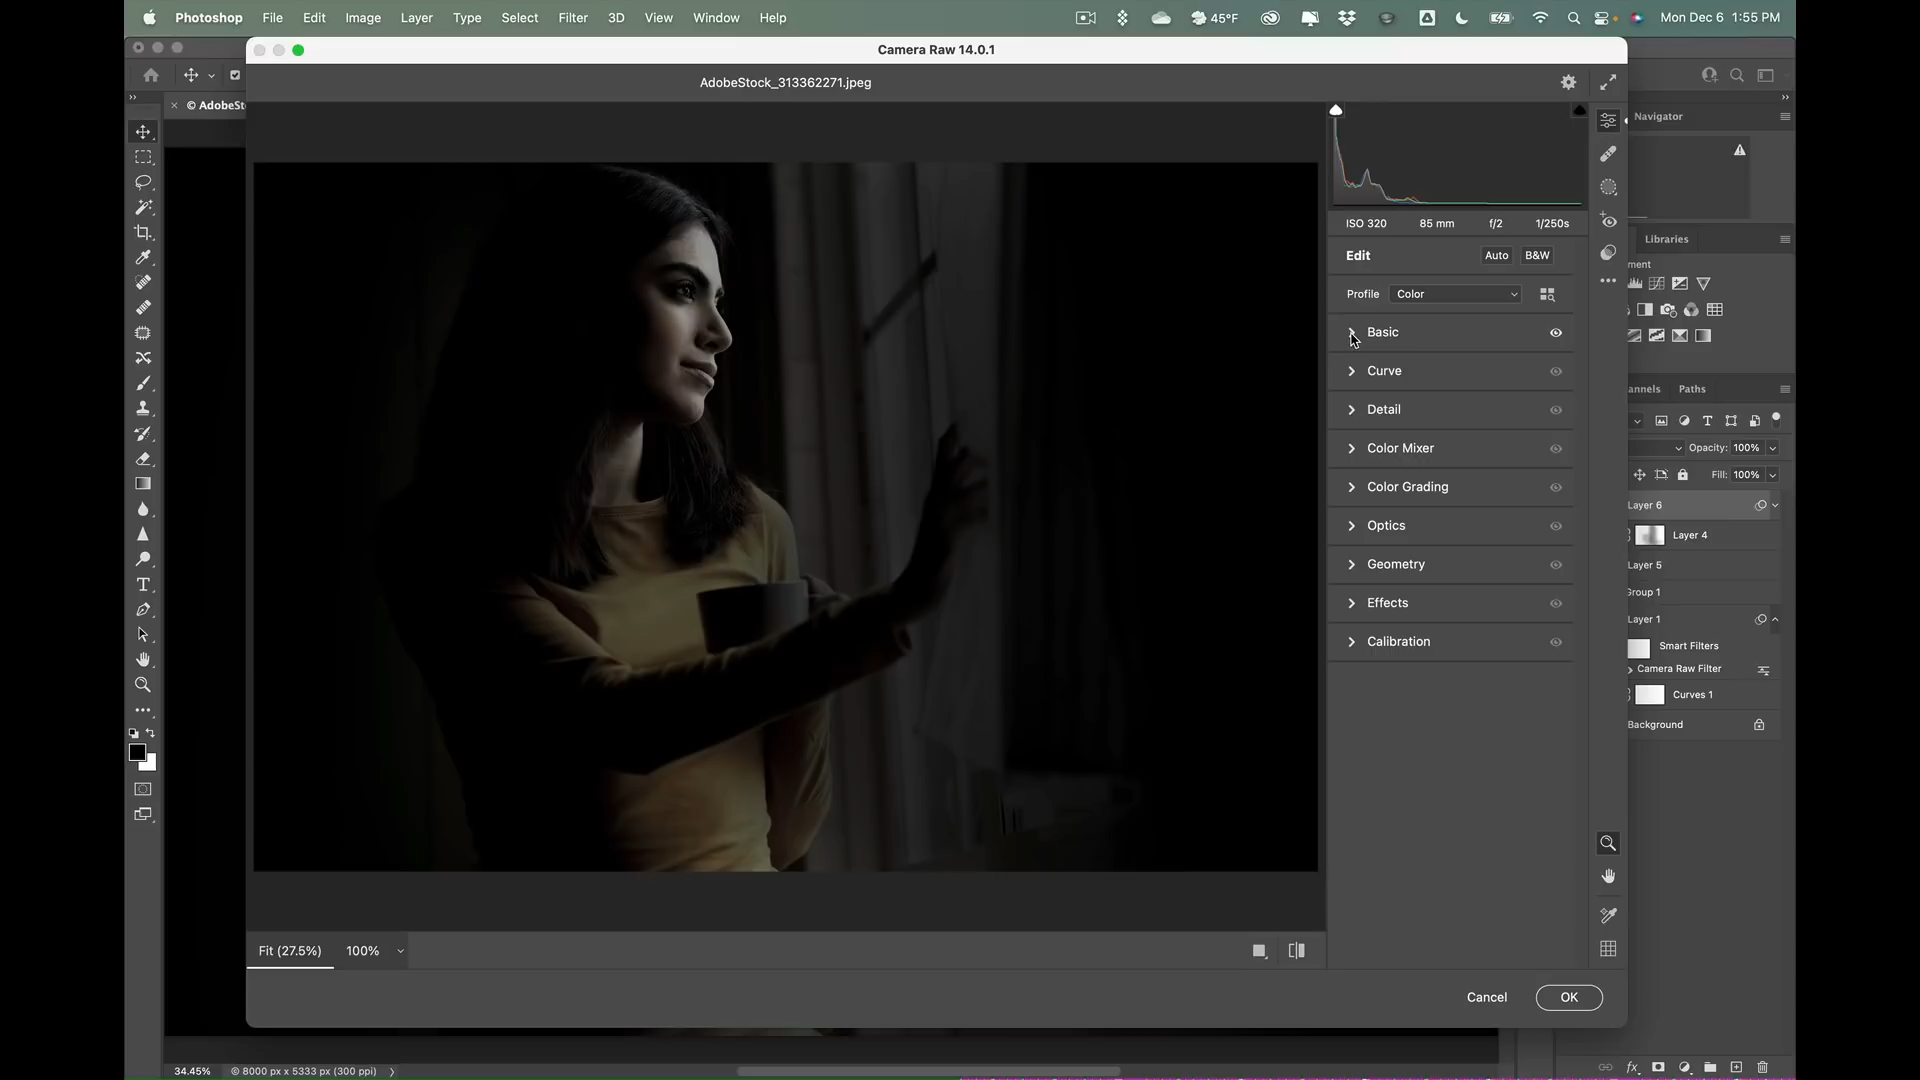 Photoshop File Edit Image Layer Type Select Filter 3D View Window Help 45°F Mon Dec 6 1:55 PM
Camera Raw 14.0.1
AdobeStock_313362271.jpeg
© AdobeSt
Navigator
ISO 320 85 mm f/2 1/250s
Edit Auto B&W
Libraries
ment
Profile Color
Basic
Curve
Detail
Color Mixer
Color Grading
Optics
Geometry
Effects
Calibration
annels Paths
Opacity: 100%
Fill: 100%
Layer 6
Layer 4
Layer 5
Group 1
Layer 1
Smart Filters
Camera Raw Filter
Curves 1
Background
Fit (27.5%) 100%
Cancel OK
34.45% © 8000 px x 5333 px (300 ppi)
fx